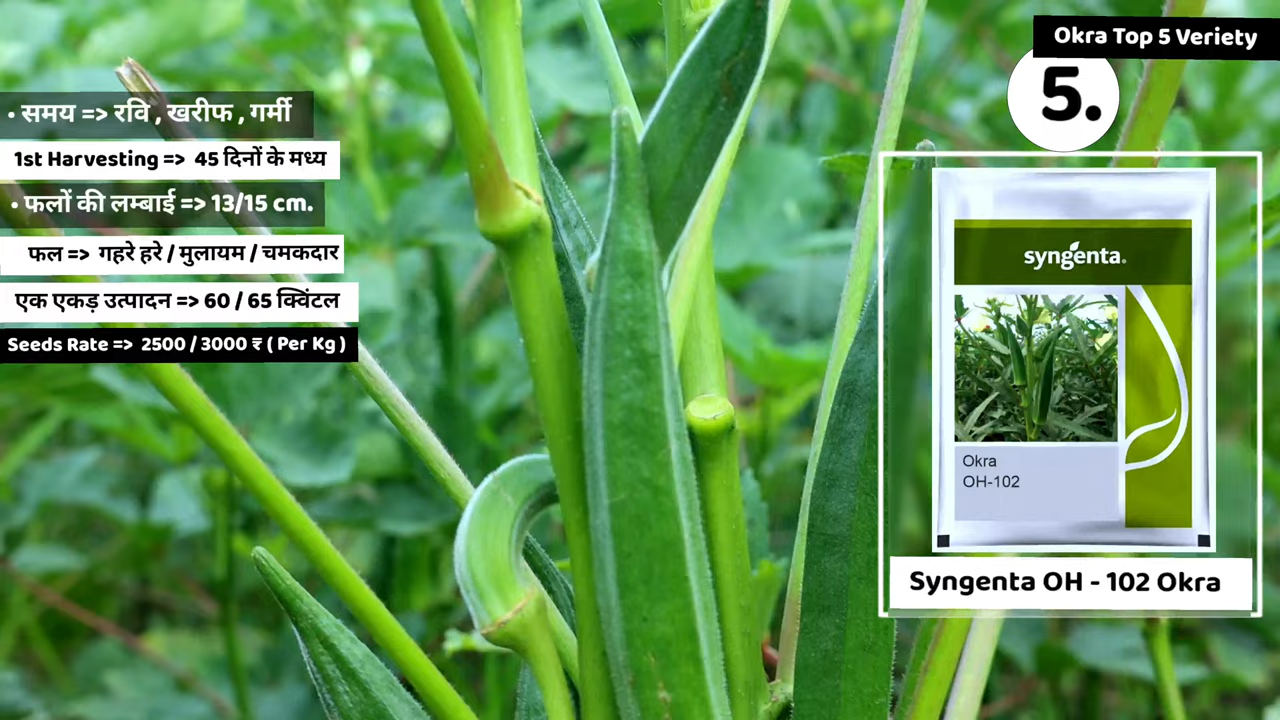 Okra Top 5 Veriety
5.
• समय => रवि , खरीफ , गर्मी
1st Harvesting => 45 दिनों के मध्य
• फलों की लम्बाई => 13/15 cm.
फल => गहरे हरे / मुलायम / चमकदार
एक एकड़ उत्पादन => 60 / 65 क्विंटल
Seeds Rate => 2500 / 3000 ₹ ( Per Kg )
syngenta.
Okra
OH-102
Syngenta OH - 102 Okra